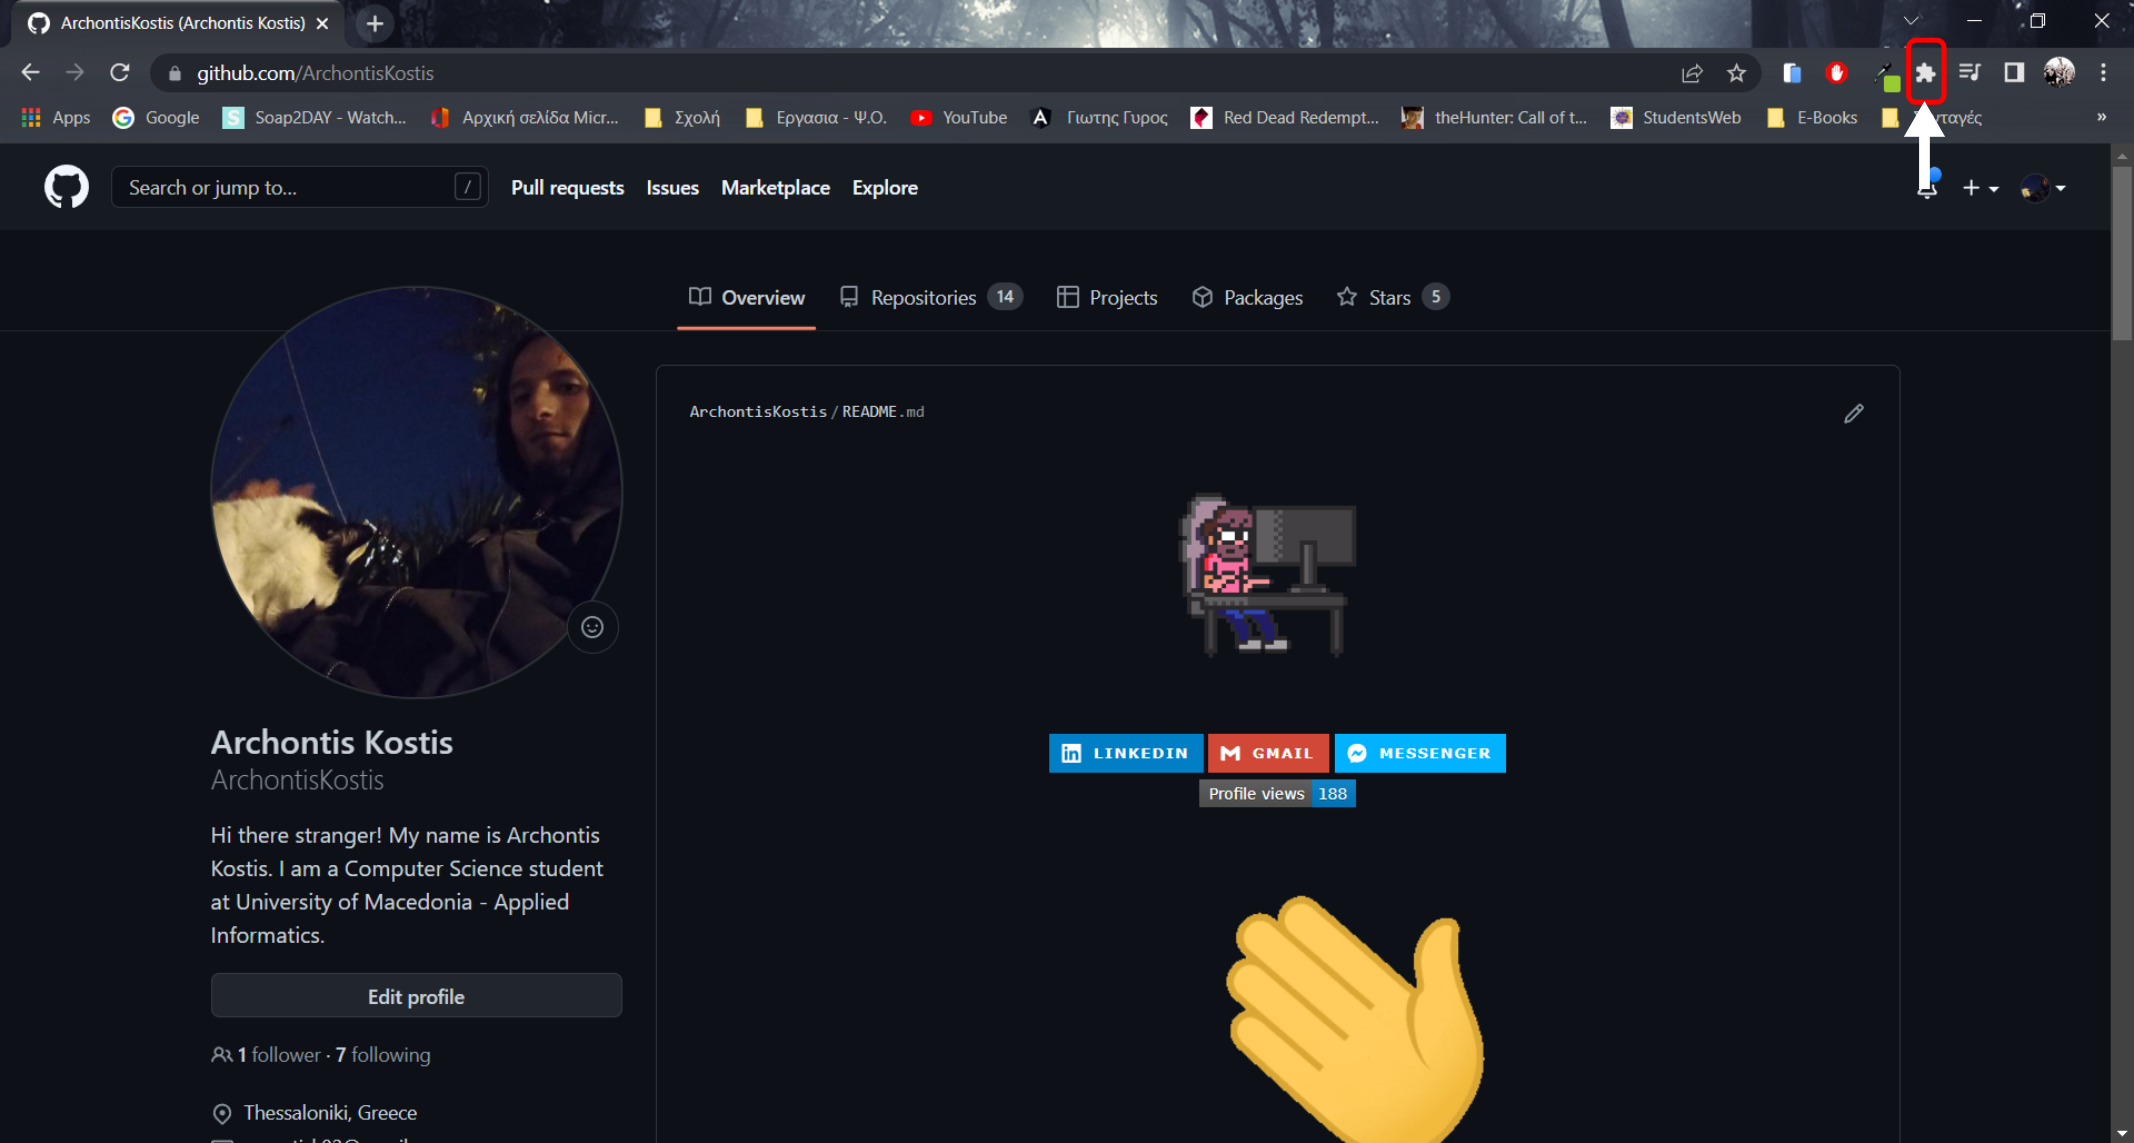 ArchontisKostis (Archontis Kostis)
github.com/ArchontisKostis
Apps Google Soap2DAY - Watch... Αρχική σελίδα Micr... Σχολή Εργασια - Ψ.Ο. YouTube Γιωτης Γυρος Red Dead Redempt... theHunter: Call of t... StudentsWeb E-Books »
Search or jump to... / Pull requests Issues Marketplace Explore
Overview Repositories 14 Projects Packages Stars 5
ArchontisKostis / README.md
LINKEDIN GMAIL MESSENGER
Profile views 188
Archontis Kostis
ArchontisKostis
Hi there stranger! My name is Archontis
Kostis. I am a Computer Science student
at University of Macedonia - Applied
Informatics.
Edit profile
1 follower · 7 following
Thessaloniki, Greece